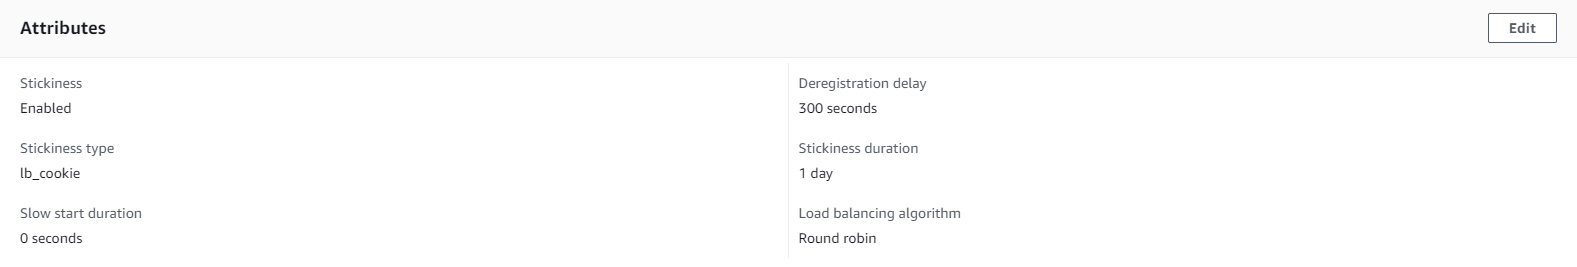 Attributes
Edit
Stickiness
Enabled
Deregistration delay
300 seconds
Stickiness type
lb_cookie
Stickiness duration
1 day
Slow start duration
0 seconds
Load balancing algorithm
Round robin